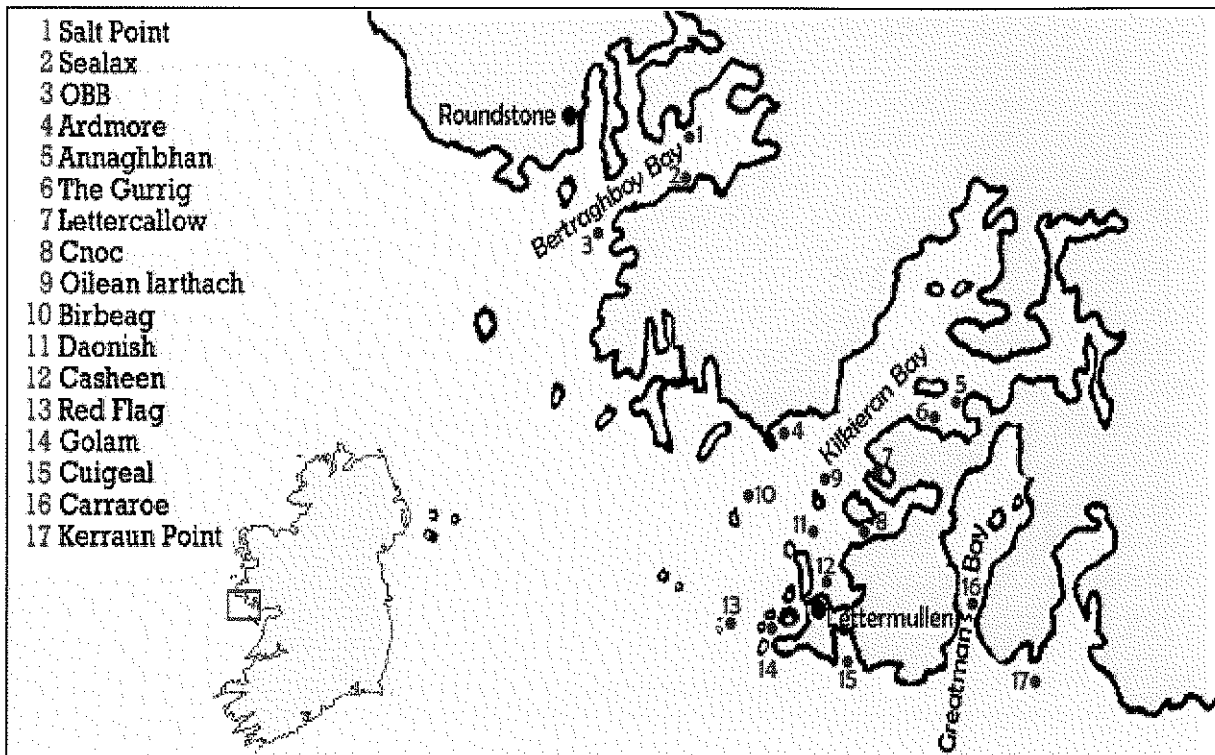 1 Salt Point
2 Sealax
3 OBB
4 Ardmore
5 Annaghbhan
6 The Gurrig
7 Lettercallow
8 Cnoc
9 Oilean Iarthach
10 Birbeag
11 Daonish
12 Casheen
13 Red Flag
14 Golam
15 Cuigeal
16 Carraroe
17 Kerraun Point
Roundstone
1
Bertraghboy Bay
2
3
Kilkieran Bay
5
6
4
7
9
10
8
11
12
16
13
Lettermullen
14
15
Greatman's Bay
17